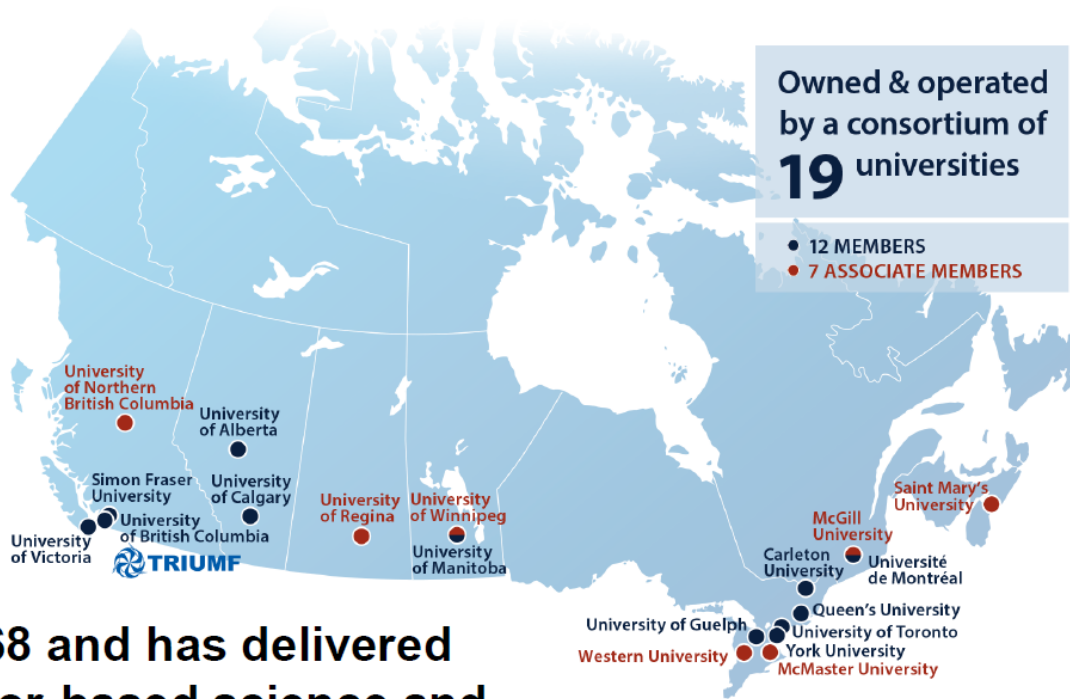 Owned & operated
by a consortium of
19 universities
12 MEMBERS
7 ASSOCIATE MEMBERS
University
of Northern
British Columbia
University
of Alberta
Simon Fraser
University
University
of Calgary
University
of British Columbia
University
of Victoria
TRIUMF
University
of Regina
University
of Winnipeg
University
of Manitoba
Saint Mary's
University
McGill
University
Carleton
University
Université
de Montréal
Queen's University
University of Guelph
University of Toronto
York University
Western University
McMaster University
68 and has delivered
based science and